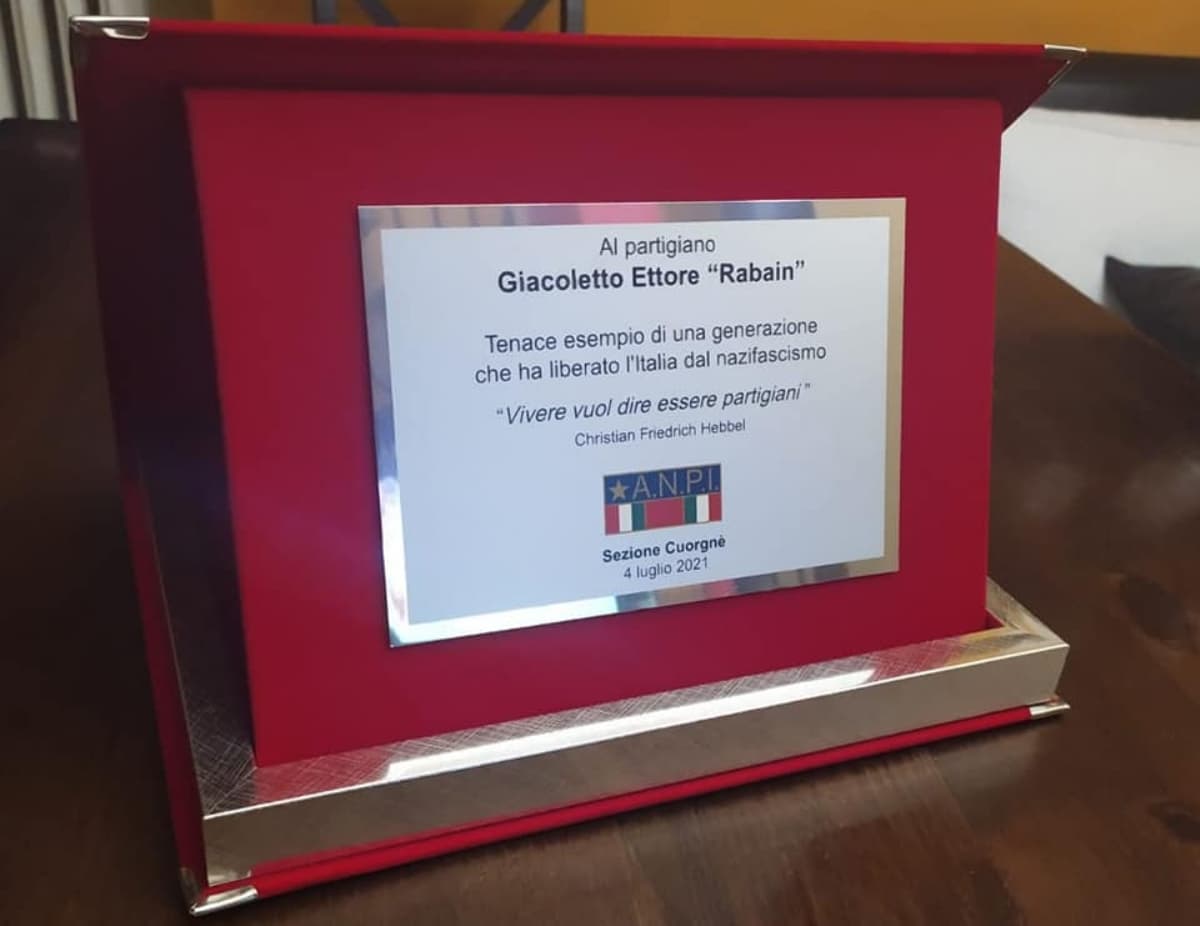 Al partigiano
Giacoletto Ettore “Rabain”
Tenace esempio di una generazione
che ha liberato l'Italia dal nazifascismo
“Vivere vuol dire essere partigiani”
Christian Friedrich Hebbel
A.N.P.I.
Sezione Cuorgnè
4 luglio 2021